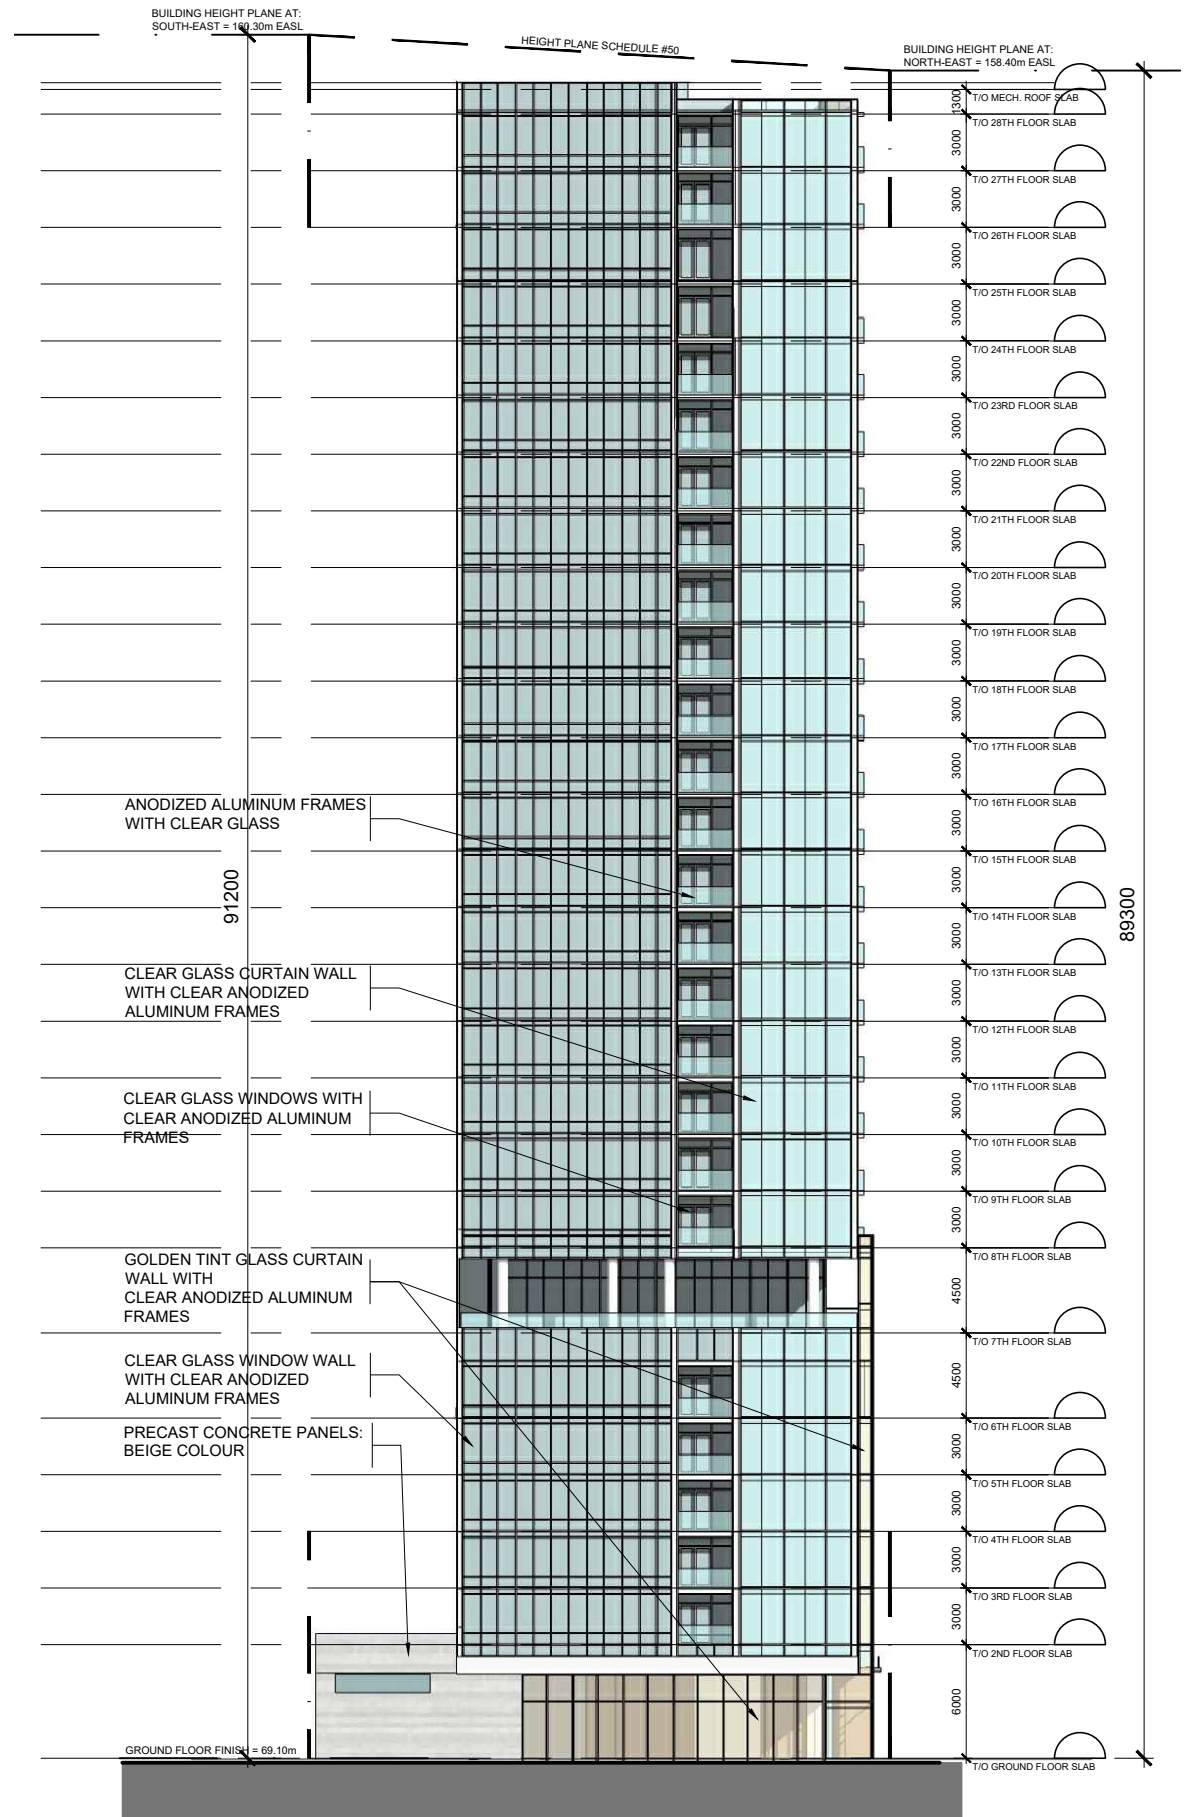 BUILDING HEIGHT PLANE AT:
SOUTH-EAST = 160.30m EASL
HEIGHT PLANE SCHEDULE #50
BUILDING HEIGHT PLANE AT:
NORTH-EAST = 158.40m EASL
1300
T/O MECH. ROOF SLAB
T/O 28TH FLOOR SLAB
3000
T/O 27TH FLOOR SLAB
3000
T/O 26TH FLOOR SLAB
3000
T/O 25TH FLOOR SLAB
3000
T/O 24TH FLOOR SLAB
3000
T/O 23RD FLOOR SLAB
3000
T/O 22ND FLOOR SLAB
3000
T/O 21TH FLOOR SLAB
3000
T/O 20TH FLOOR SLAB
3000
T/O 19TH FLOOR SLAB
3000
T/O 18TH FLOOR SLAB
3000
T/O 17TH FLOOR SLAB
3000
T/O 16TH FLOOR SLAB
3000
T/O 15TH FLOOR SLAB
3000
T/O 14TH FLOOR SLAB
3000
T/O 13TH FLOOR SLAB
3000
T/O 12TH FLOOR SLAB
3000
T/O 11TH FLOOR SLAB
3000
T/O 10TH FLOOR SLAB
3000
T/O 9TH FLOOR SLAB
3000
T/O 8TH FLOOR SLAB
4500
T/O 7TH FLOOR SLAB
4500
T/O 6TH FLOOR SLAB
3000
T/O 5TH FLOOR SLAB
3000
T/O 4TH FLOOR SLAB
3000
T/O 3RD FLOOR SLAB
3000
T/O 2ND FLOOR SLAB
6000
T/O GROUND FLOOR SLAB
89300
91200
ANODIZED ALUMINUM FRAMES
WITH CLEAR GLASS
CLEAR GLASS CURTAIN WALL
WITH CLEAR ANODIZED
ALUMINUM FRAMES
CLEAR GLASS WINDOWS WITH
CLEAR ANODIZED ALUMINUM
FRAMES
GOLDEN TINT GLASS CURTAIN
WALL WITH
CLEAR ANODIZED ALUMINUM
FRAMES
CLEAR GLASS WINDOW WALL
WITH CLEAR ANODIZED
ALUMINUM FRAMES
PRECAST CONCRETE PANELS:
BEIGE COLOUR
GROUND FLOOR FINISH = 69.10m